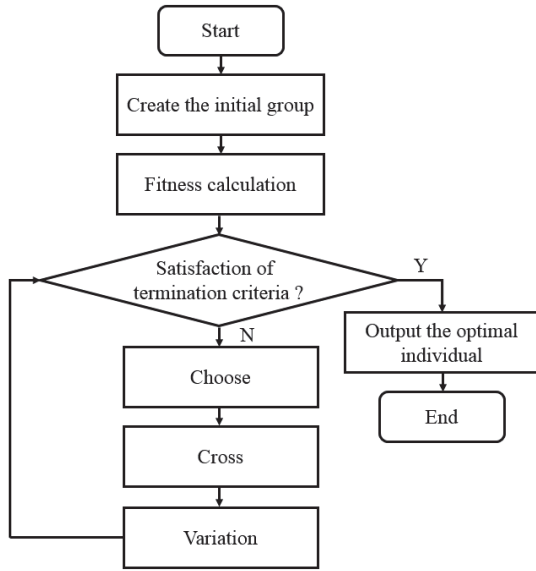 Start
Create the initial group
Fitness calculation
Satisfaction of
termination criteria ?
Y
N
Output the optimal
individual
Choose
End
Cross
Variation